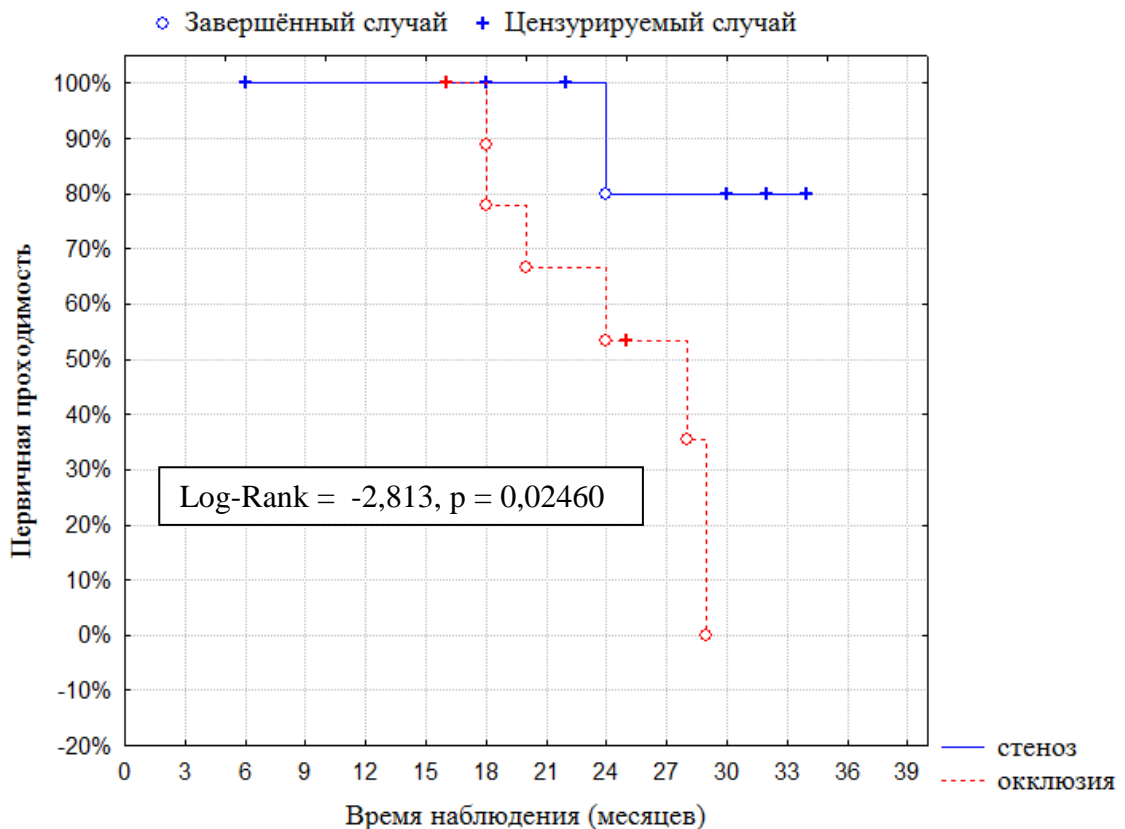 Завершённый случай Цензурируемый случай
100%
90%
80%
70%
60%
50%
40%
30%
20%
10%
0%
-10%
-20%
Первичная проходимость
Log-Rank = -2,813, p = 0,02460
0 3 6 9 12 15 18 21 24 27 30 33 36 39
Время наблюдения (месяцев)
стеноз
окклюзия